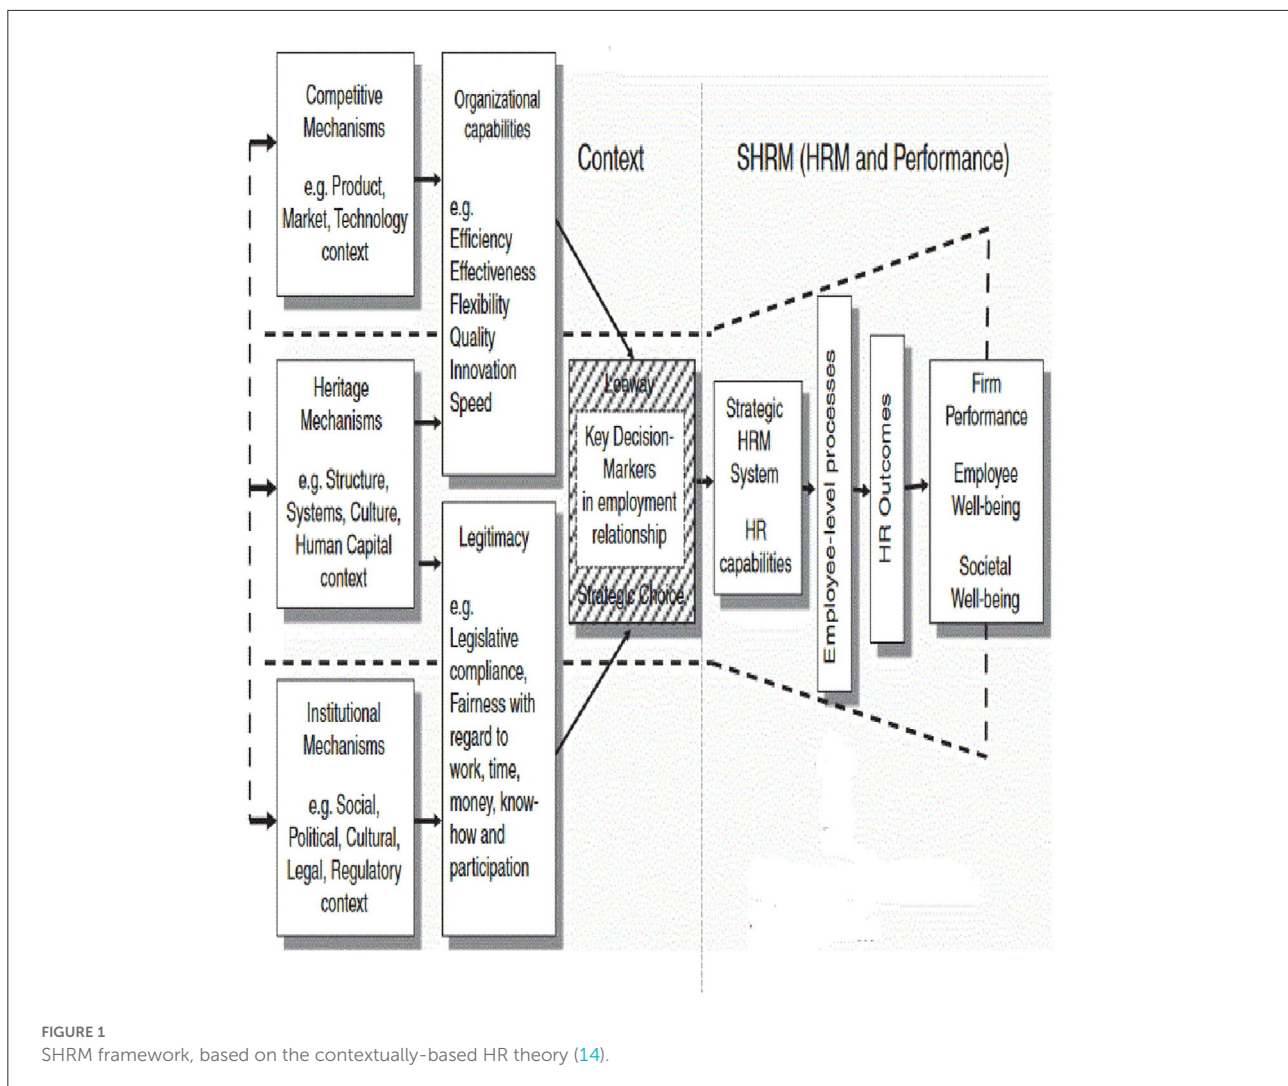 Competitive
Mechanisms
e.g. Product,
Market, Technology
context
Organizational
capabilities
e.g.
Efficiency
Effectiveness
Flexibility
Quality
Innovation
Speed
Context
SHRM (HRM and Performance)
Heritage
Mechanisms
e.g. Structure,
Systems, Culture,
Human Capital
context
Legitimacy
e.g.
Legislative
compliance,
Fairness with
regard to
work, time,
money, know-
how and
participation
Institutional
Mechanisms
e.g. Social,
Political, Cultural,
Legal, Regulatory
context
Leeway
Key Decision-
Markers
in employment
relationship
Strategic Choice
Strategic
HRM
System
HR
capabilities
Employee-level processes
HR Outcomes
Firm
Performance
Employee
Well-being
Societal
Well-being
FIGURE 1
SHRM framework, based on the contextually-based HR theory (14).